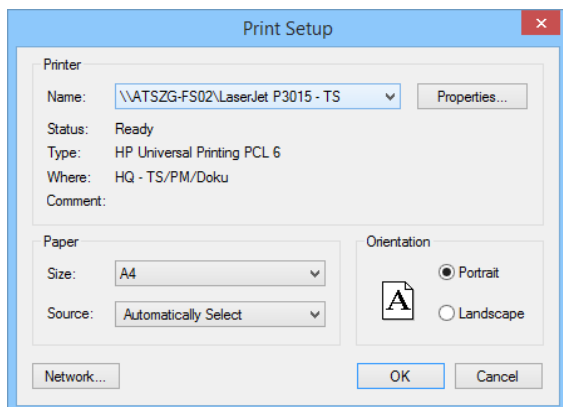 Print Setup
Printer
Name: \\ATSZG-FS02\LaserJet P3015 - TS Properties...
Status: Ready
Type: HP Universal Printing PCL 6
Where: HQ - TS/PM/Doku
Comment:
Paper
Size: A4
Source: Automatically Select
Orientation
A
Portrait
Landscape
Network... OK Cancel